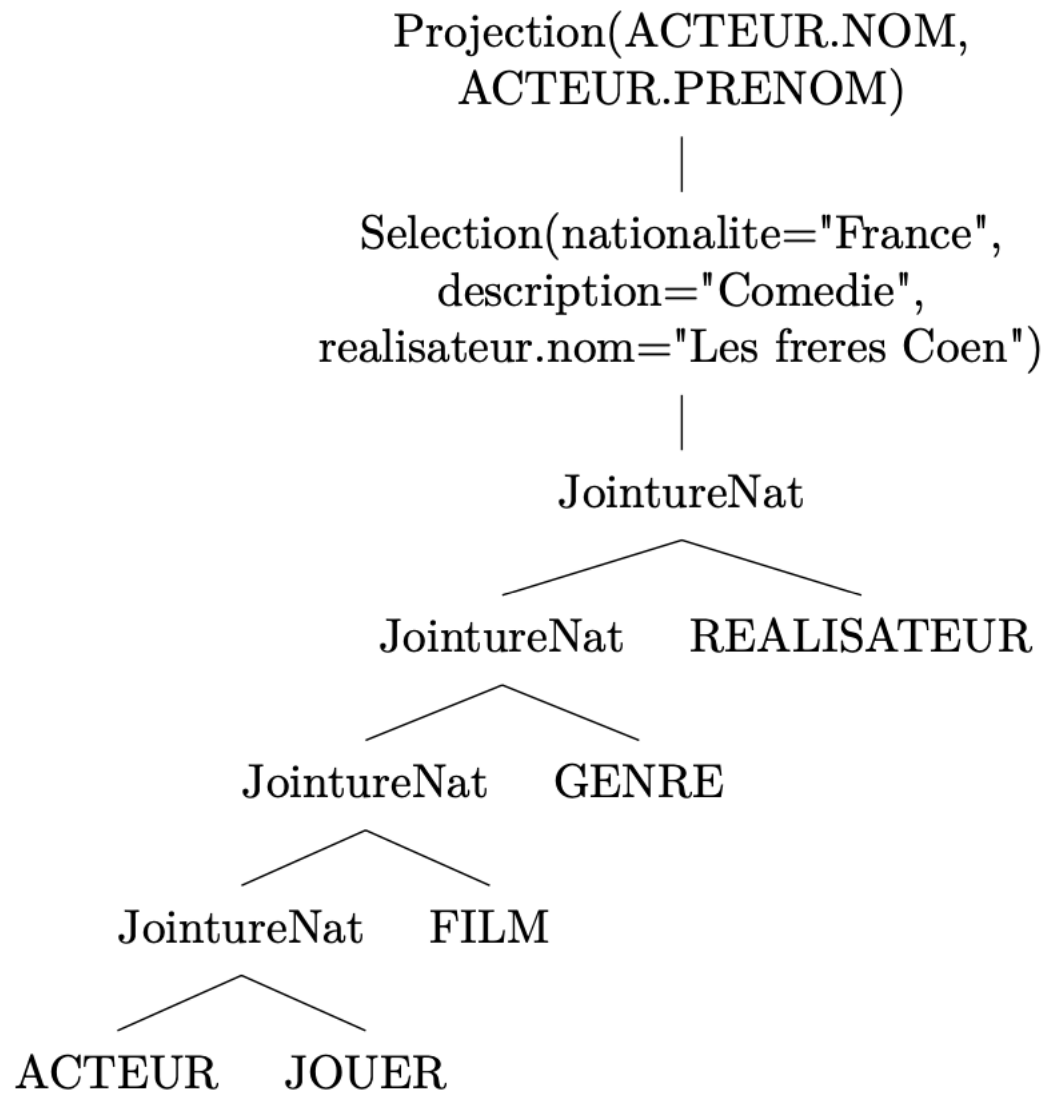 Projection(ACTEUR.NOM,
ACTEUR.PRENOM)
Selection(nationalite="France",
description="Comedie",
realisateur.nom="Les freres Coen")
JointureNat
JointureNat REALISATEUR
JointureNat GENRE
JointureNat FILM
ACTEUR JOUER